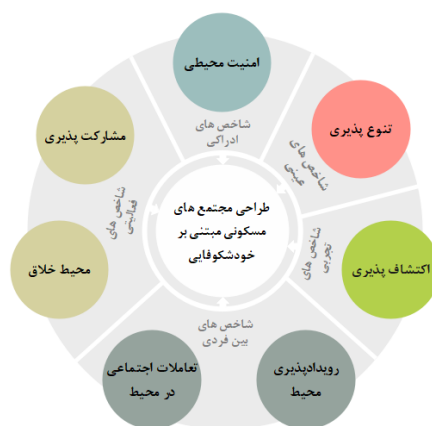 امنیت محیطی
شاخص های
ادراکی
تنوع پذیری
شاخص های
عینی
مشارکت پذیری
شاخص های
فعالیتی
طراحی مجتمع های
مسکونی مبتنی بر
خودشکوفایی
شاخص های
تجربی
اکتشاف پذیری
محیط خلاق
شاخص های
بین فردی
تعاملات اجتماعی
در محیط
رویدادپذیری
محیط